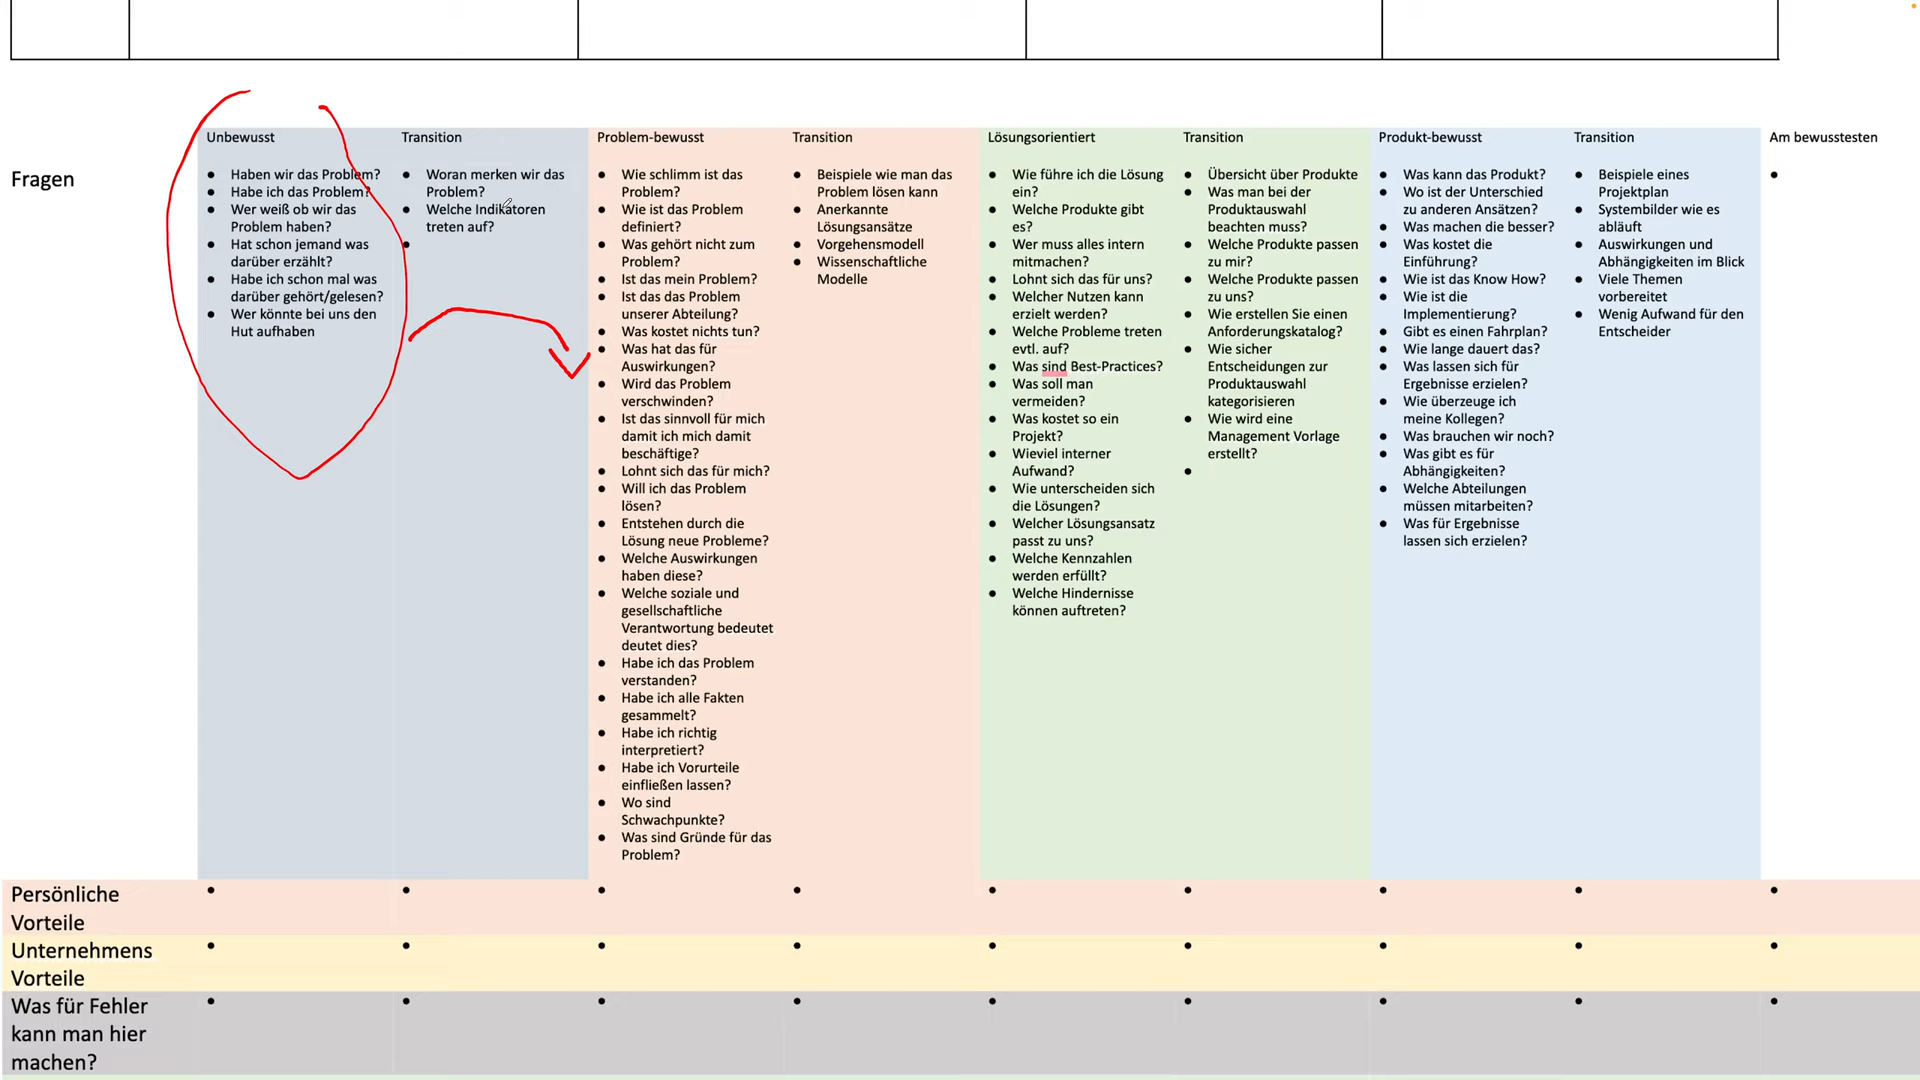 Fragen
Unbewusst
Haben wir das Problem?
Habe ich das Problem?
Wer weiß ob wir das
Problem haben?
Hat schon jemand was
darüber erzählt?
Habe ich schon mal was
darüber gehört/gelesen?
Wer könnte bei uns den
Hut aufhaben
Transition
Woran merken wir das
Problem?
Welche Indikatoren
treten auf?
Problem-bewusst
Wie schlimm ist das
Problem?
Wie ist das Problem
definiert?
Was gehört nicht zum
Problem?
Ist das mein Problem?
Ist das das Problem
unserer Abteilung?
Was kostet nichts tun?
Was hat das für
Auswirkungen?
Wird das Problem
verschwinden?
Ist das sinnvoll für mich
damit ich mich damit
beschäftige?
Lohnt sich das für mich?
Will ich das Problem
lösen?
Entstehen durch die
Lösung neue Probleme?
Welche Auswirkungen
haben diese?
Welche soziale und
gesellschaftliche
Verantwortung bedeutet
deutet dies?
Habe ich das Problem
verstanden?
Habe ich alle Fakten
gesammelt?
Habe ich richtig
interpretiert?
Habe ich Vorurteile
einfließen lassen?
Wo sind
Schwachpunkte?
Was sind Gründe für das
Problem?
Transition
Beispiele wie man das
Problem lösen kann
Anerkannte
Lösungsansätze
Vorgehensmodell
Wissenschaftliche
Modelle
Lösungsorientiert
Wie führe ich die Lösung
ein?
Welche Produkte gibt
es?
Wer muss alles intern
mitmachen?
Lohnt sich das für uns?
Welcher Nutzen kann
erzielt werden?
Welche Probleme treten
evtl. auf?
Was sind Best-Practices?
Was soll man
vermeiden?
Was kostet so ein
Projekt?
Wieviel interner
Aufwand?
Wie unterscheiden sich
die Lösungen?
Welcher Lösungsansatz
passt zu uns?
Welche Kennzahlen
werden erfüllt?
Welche Hindernisse
können auftreten?
Transition
Übersicht über Produkte
Was man bei der
Produktauswahl
beachten muss?
Welche Produkte passen
zu mir?
Welche Produkte passen
zu uns?
Wie erstellen Sie einen
Anforderungskatalog?
Wie sicher
Entscheidungen zur
Produktauswahl
kategorisieren
Wie wird eine
Management Vorlage
erstellt?
Produkt-bewusst
Was kann das Produkt?
Wo ist der Unterschied
zu anderen Ansätzen?
Was machen die besser?
Was kostet die
Einführung?
Wie ist das Know How?
Wie ist die
Implementierung?
Gibt es einen Fahrplan?
Wie lange dauert das?
Was lassen sich für
Ergebnisse erzielen?
Wie überzeuge ich
meine Kollegen?
Was brauchen wir noch?
Was gibt es für
Abhängigkeiten?
Welche Abteilungen
müssen mitarbeiten?
Was für Ergebnisse
lassen sich erzielen?
Transition
Beispiele eines
Projektplan
Systembilder wie es
abläuft
Auswirkungen und
Abhängigkeiten im Blick
Viele Themen
vorbereitet
Wenig Aufwand für den
Entscheider
Am bewusstesten
Persönliche
Vorteile
Unternehmens
Vorteile
Was für Fehler
kann man hier
machen?